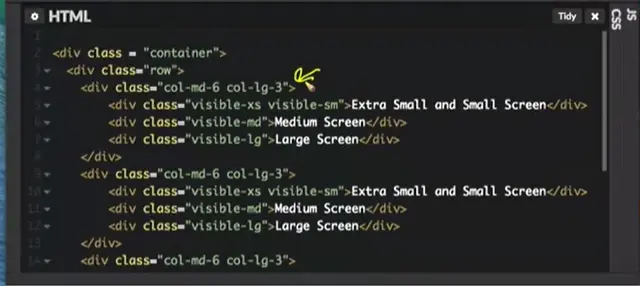 HTML
Tidy
x
JS
CSS
1
2 <div class = "container">
3 <div class="row">
4 <div class="col-md-6 col-lg-3">
5 <div class="visible-xs visible-sm">Extra Small and Small Screen</div>
6 <div class="visible-md">Medium Screen</div>
7 <div class="visible-lg">Large Screen</div>
8 </div>
9 <div class="col-md-6 col-lg-3">
10 <div class="visible-xs visible-sm">Extra Small and Small Screen</div>
11 <div class="visible-md">Medium Screen</div>
12 <div class="visible-lg">Large Screen</div>
13 </div>
14 <div class="col-md-6 col-lg-3">